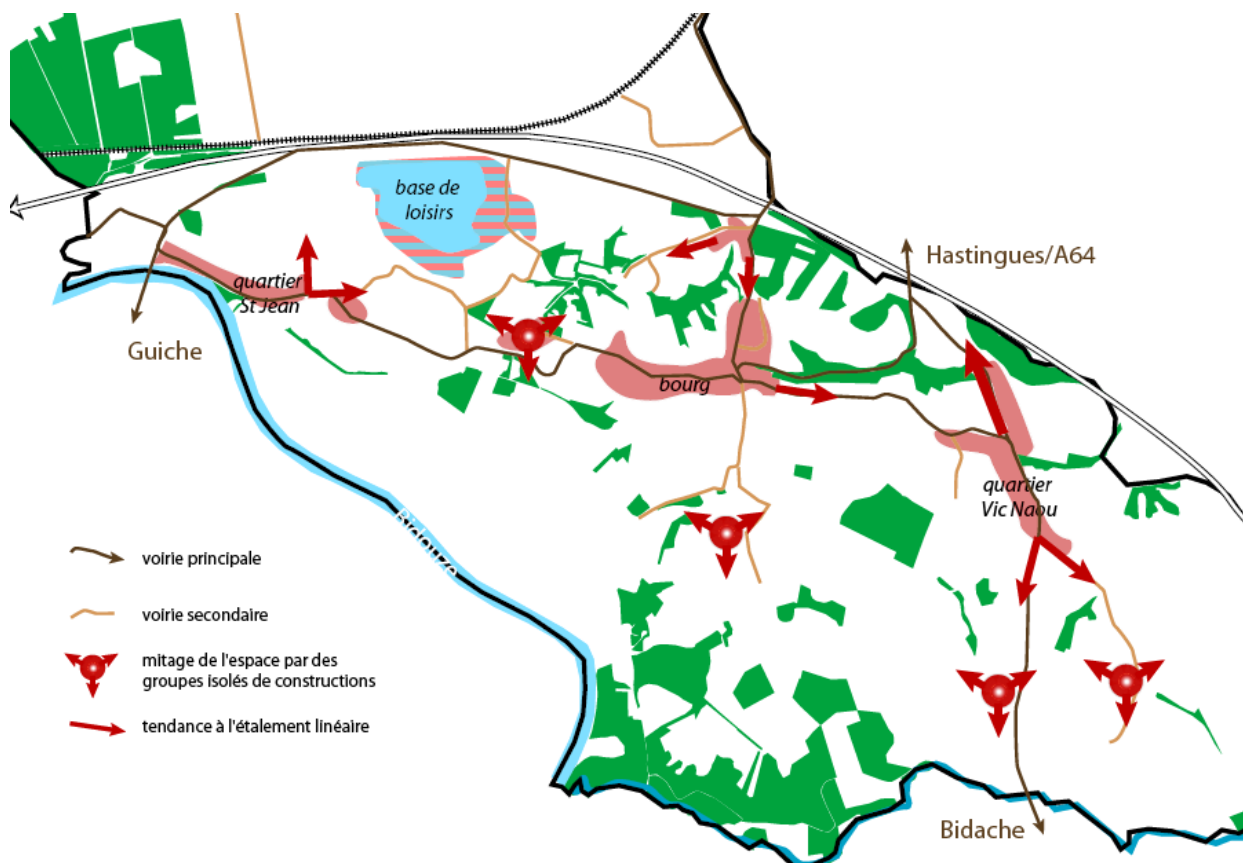 base de
loisirs
Hastingues/A64
quartier
St Jean
Guiche
bourg
quartier
Vic Naou
Bidouze
voirie principale
voirie secondaire
mitage de l'espace par des
groupes isolés de constructions
tendance à l'étalement linéaire
Bidache